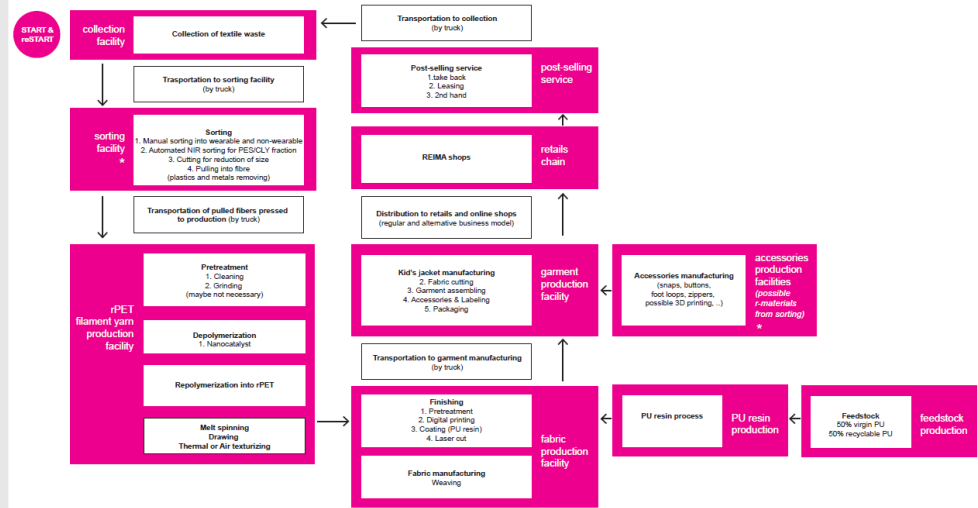 START &
reSTART
collection
facility
Collection of textile waste
Trasportation to sorting facility
(by truck)
sorting
facility
*
Sorting
1. Manual sorting into wearable and non-wearable
2. Automated NIR sorting for PES/CLY fraction
3. Cutting for reduction of size
4. Pulling into fibre
(plastics and metals removing)
Transportation of pulled fibers pressed
to production (by truck)
rPET
filament yarn
production
facility
Pretreatment
1. Cleaning
2. Grinding
(maybe not necessary)
Depolymerization
1. Nanocatalyst
Repolymerization into rPET
Melt spinning
Drawing
Thermal or Air texturizing
Transportation to collection
(by truck)
Post-selling service
1.take back
2. Leasing
3. 2nd hand
post-selling
service
REIMA shops
retails
chain
Distribution to retails and online shops
(regular and alternative business model)
Kid's jacket manufacturing
2. Fabric cutting
3. Garment assembling
4. Accessories & Labeling
5. Packaging
garment
production
facility
Accessories manufacturing
(snaps, buttons,
foot loops, zippers,
possible 3D printing, ..)
accessories
production
facilities
(possible
r-materials
from sorting)
*
Transportation to garment manufacturing
(by truck)
Finishing
1. Pretreatment
2. Digital printing
3. Coating (PU resin)
4. Laser cut
Fabric manufacturing
Weaving
fabric
production
facility
PU resin process
PU resin
production
Feedstock
50% virgin PU
50% recyclable PU
feedstock
production